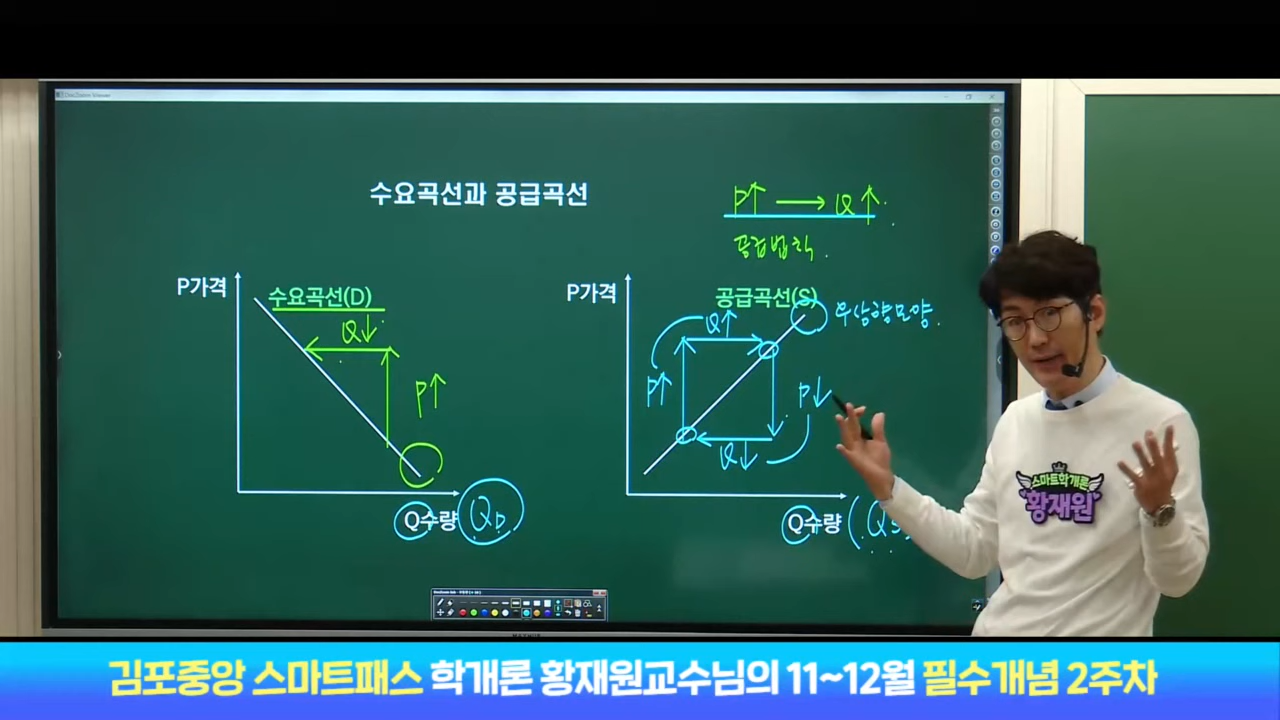 DocZoom Viewer
수요곡선과 공급곡선
P↑ → Q↑
공급법칙.
P가격
수요곡선(D)
Q↓
P↑
Q수량
Q_D
P가격
공급곡선(S)
우상향모양.
Q↑
P↑
P↓
Q↓
Q수량 (Q_S
스마트학개론
황재원
김포중앙 스마트패스 학개론 황재원교수님의 11~12월 필수개념 2주차